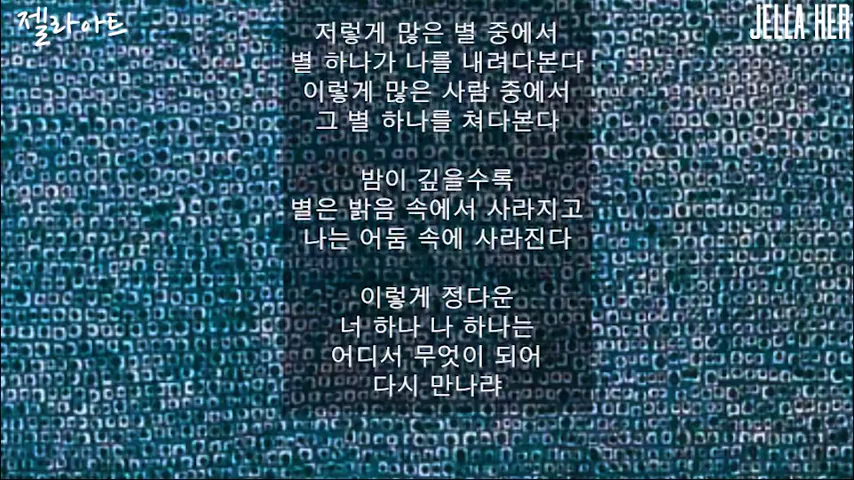 젤라아트
JELLA HER
저렇게 많은 별 중에서
별 하나가 나를 내려다본다
이렇게 많은 사람 중에서
그 별 하나를 쳐다본다
밤이 깊을수록
별은 밝음 속에서 사라지고
나는 어둠 속에 사라진다
이렇게 정다운
너 하나 나 하나는
어디서 무엇이 되어
다시 만나랴